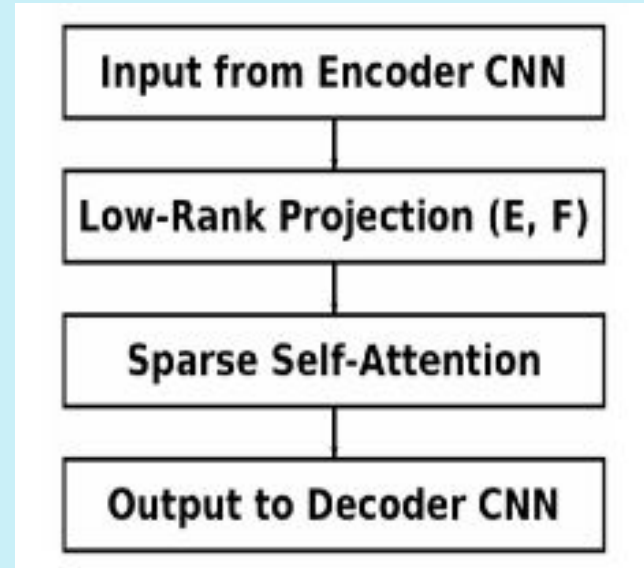 Input from Encoder CNN
Low-Rank Projection (E, F)
Sparse Self-Attention
Output to Decoder CNN